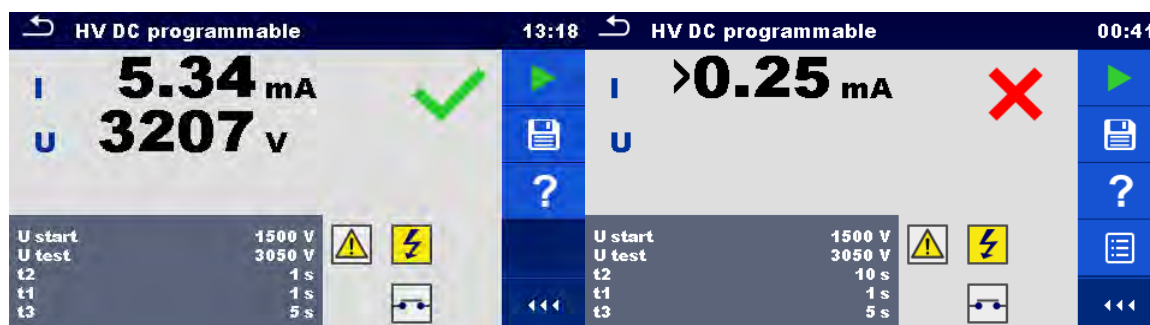 HV DC programmable 13:18
I 5.34 mA
U 3207 V
?
U start 1500 V
U test 3050 V
t2 1 s
t1 1 s
t3 5 s
HV DC programmable 00:41
I >0.25 mA
U
?
U start 1500 V
U test 3050 V
t2 10 s
t1 1 s
t3 5 s